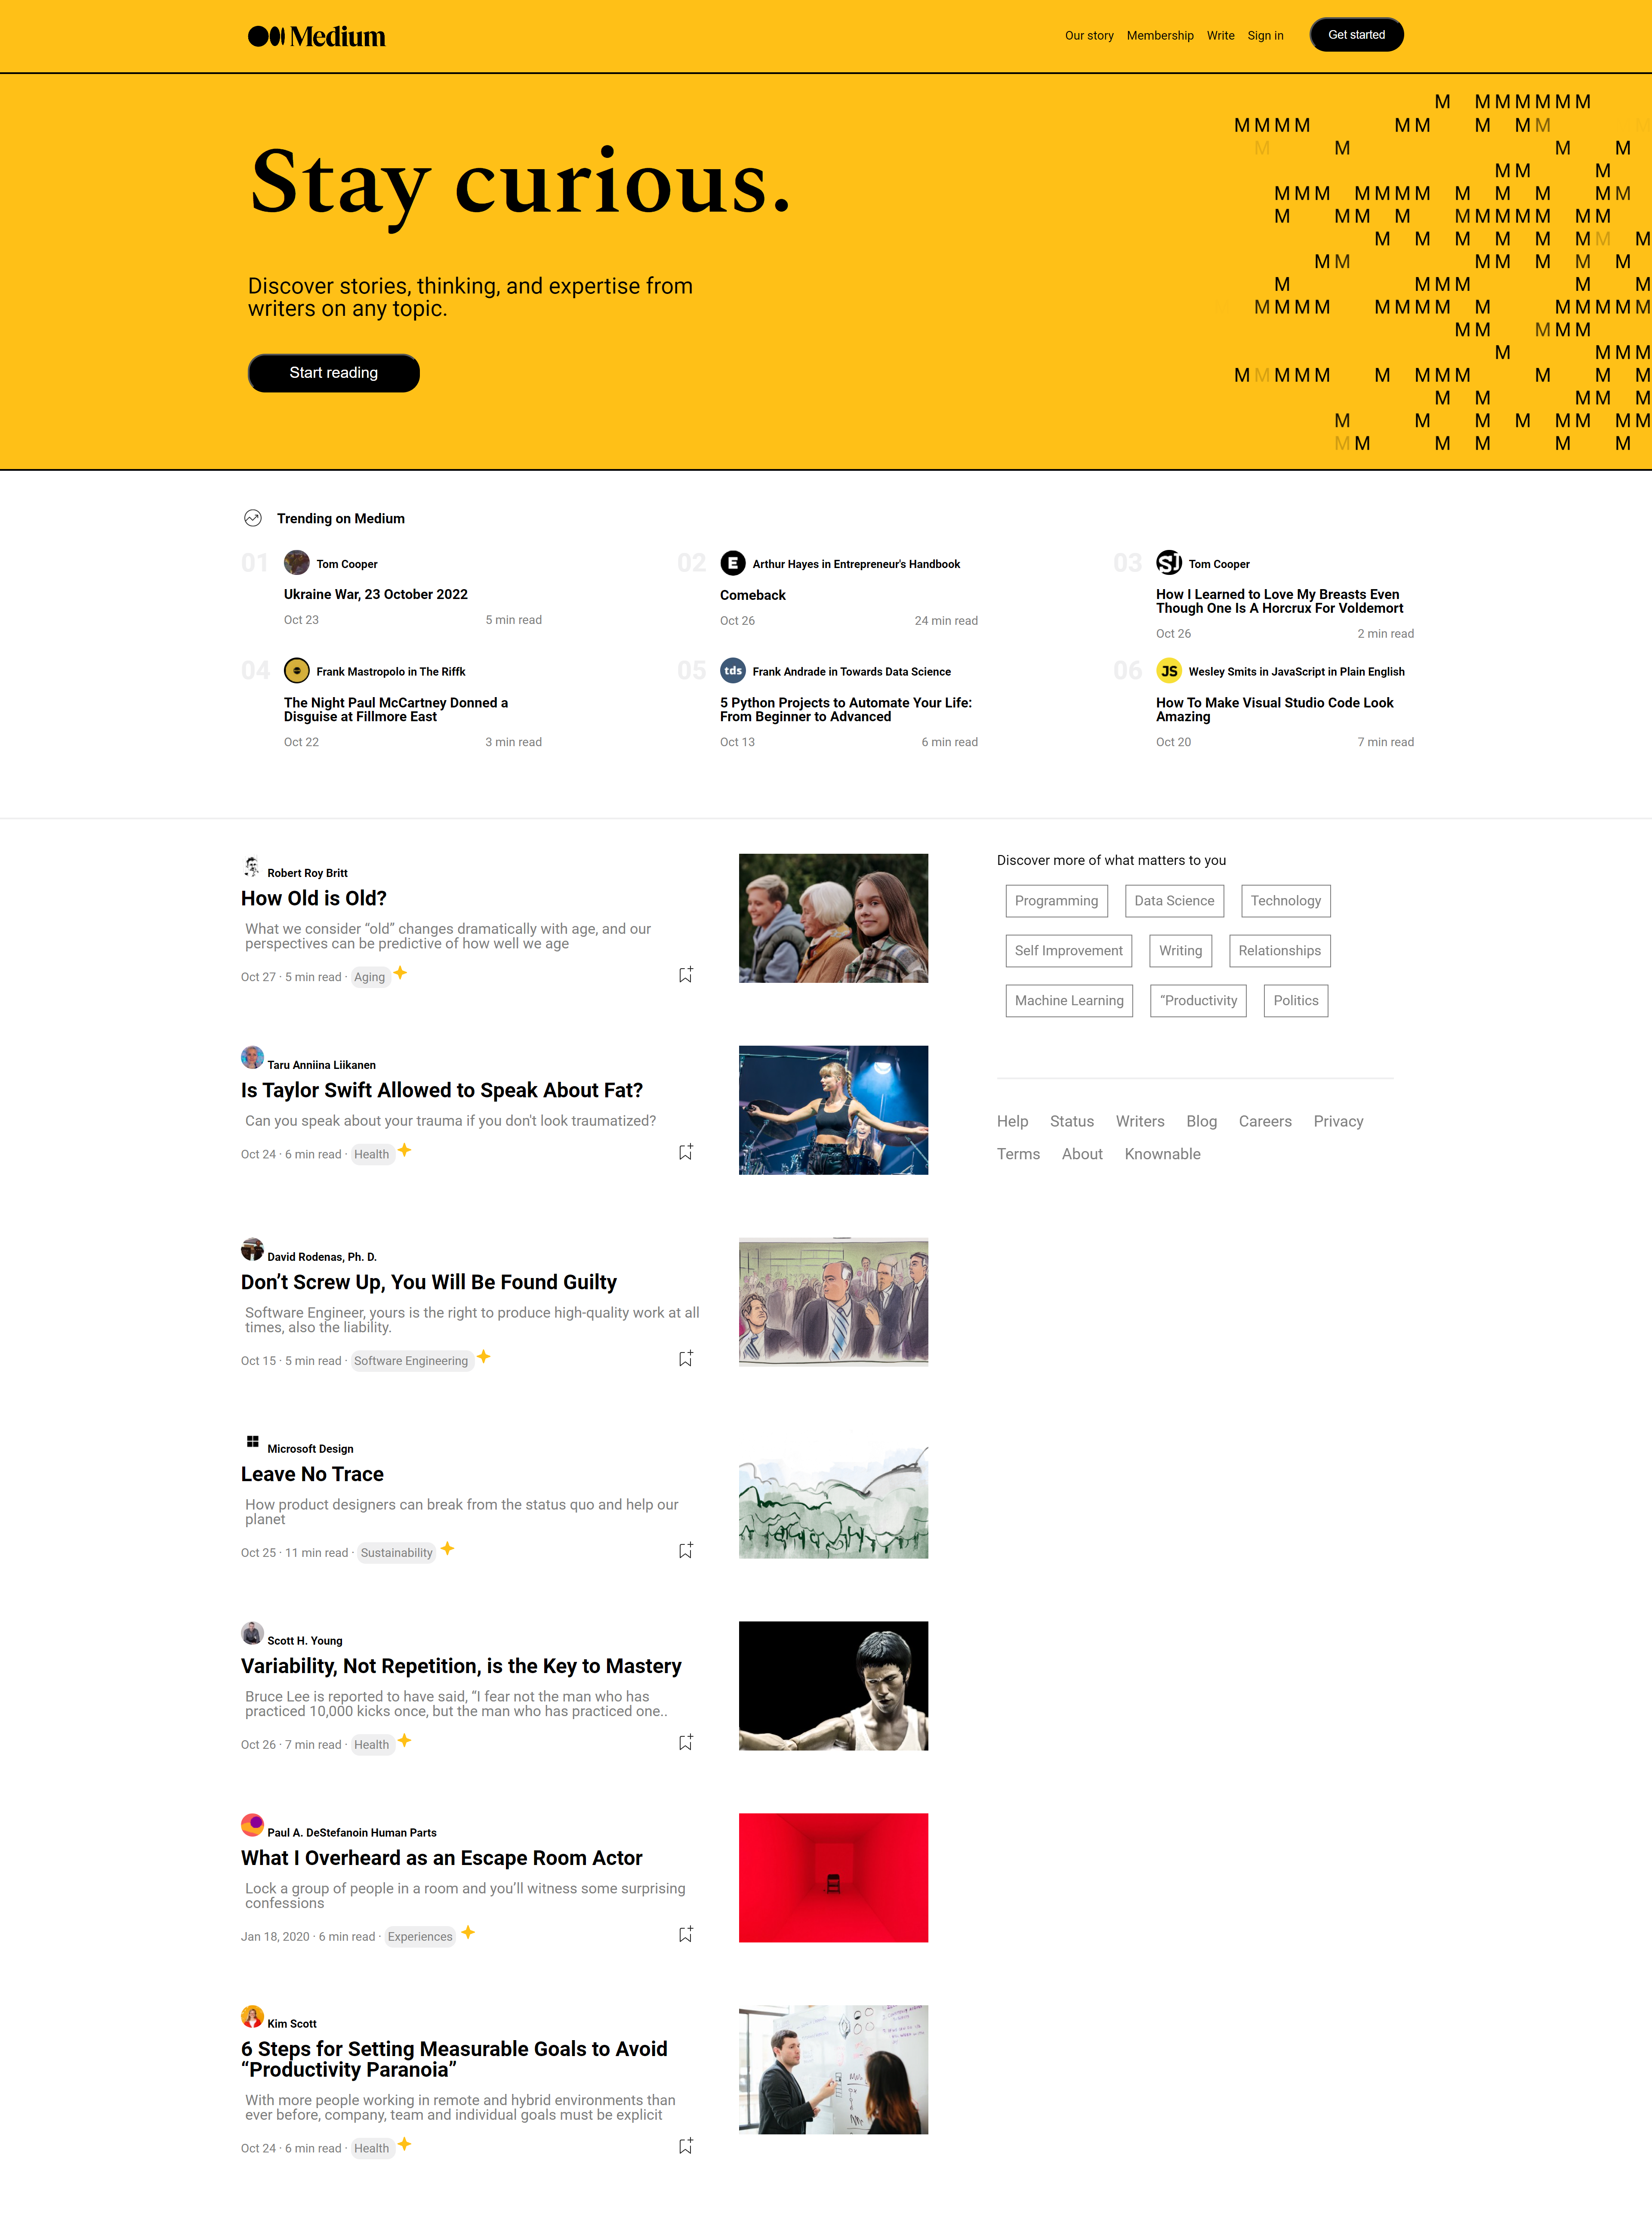 Medium
Our story Membership Write Sign in Get started
M M M M M M M
M M M M M M M M M
M M M M
M M M
M M M M M M M M M M M M
M M M M M M M M M M M
M M M M M M M M
M M M M M M M
M M M M M M
M M M M M M M M M M M M M M
M M M M M
M M M M
M M M M M M M M M M M M
M M M M M
M M M M M M M M
M M M M M M
Stay curious.
Discover stories, thinking, and expertise from
writers on any topic.
Start reading
Trending on Medium
01 Tom Cooper
Ukraine War, 23 October 2022
Oct 23 5 min read
02 E Arthur Hayes in Entrepreneur's Handbook
Comeback
Oct 26 24 min read
03 SJ Tom Cooper
How I Learned to Love My Breasts Even
Though One Is A Horcrux For Voldemort
Oct 26 2 min read
04 Frank Mastropolo in The Riffk
The Night Paul McCartney Donned a
Disguise at Fillmore East
Oct 22 3 min read
05 tds Frank Andrade in Towards Data Science
5 Python Projects to Automate Your Life:
From Beginner to Advanced
Oct 13 6 min read
06 JS Wesley Smits in JavaScript in Plain English
How To Make Visual Studio Code Look
Amazing
Oct 20 7 min read
Robert Roy Britt
How Old is Old?
What we consider “old” changes dramatically with age, and our
perspectives can be predictive of how well we age
Oct 27 · 5 min read · Aging
Taru Anniina Liikanen
Is Taylor Swift Allowed to Speak About Fat?
Can you speak about your trauma if you don't look traumatized?
Oct 24 · 6 min read · Health
David Rodenas, Ph. D.
Don’t Screw Up, You Will Be Found Guilty
Software Engineer, yours is the right to produce high-quality work at all
times, also the liability.
Oct 15 · 5 min read · Software Engineering
Microsoft Design
Leave No Trace
How product designers can break from the status quo and help our
planet
Oct 25 · 11 min read · Sustainability
Scott H. Young
Variability, Not Repetition, is the Key to Mastery
Bruce Lee is reported to have said, “I fear not the man who has
practiced 10,000 kicks once, but the man who has practiced one..
Oct 26 · 7 min read · Health
Paul A. DeStefanoin Human Parts
What I Overheard as an Escape Room Actor
Lock a group of people in a room and you’ll witness some surprising
confessions
Jan 18, 2020 · 6 min read · Experiences
Kim Scott
6 Steps for Setting Measurable Goals to Avoid
“Productivity Paranoia”
With more people working in remote and hybrid environments than
ever before, company, team and individual goals must be explicit
Oct 24 · 6 min read · Health
Discover more of what matters to you
Programming Data Science Technology
Self Improvement Writing Relationships
Machine Learning “Productivity Politics
Help Status Writers Blog Careers Privacy
Terms About Knownable